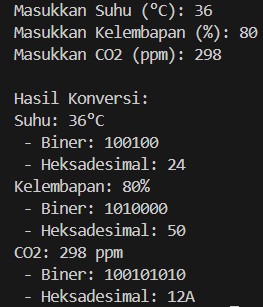 Masukkan Suhu (°C): 36
Masukkan Kelembapan (%): 80
Masukkan CO2 (ppm): 298
Hasil Konversi:
Suhu: 36°C
- Biner: 100100
- Heksadesimal: 24
Kelembapan: 80%
- Biner: 1010000
- Heksadesimal: 50
CO2: 298 ppm
- Biner: 100101010
- Heksadesimal: 12A